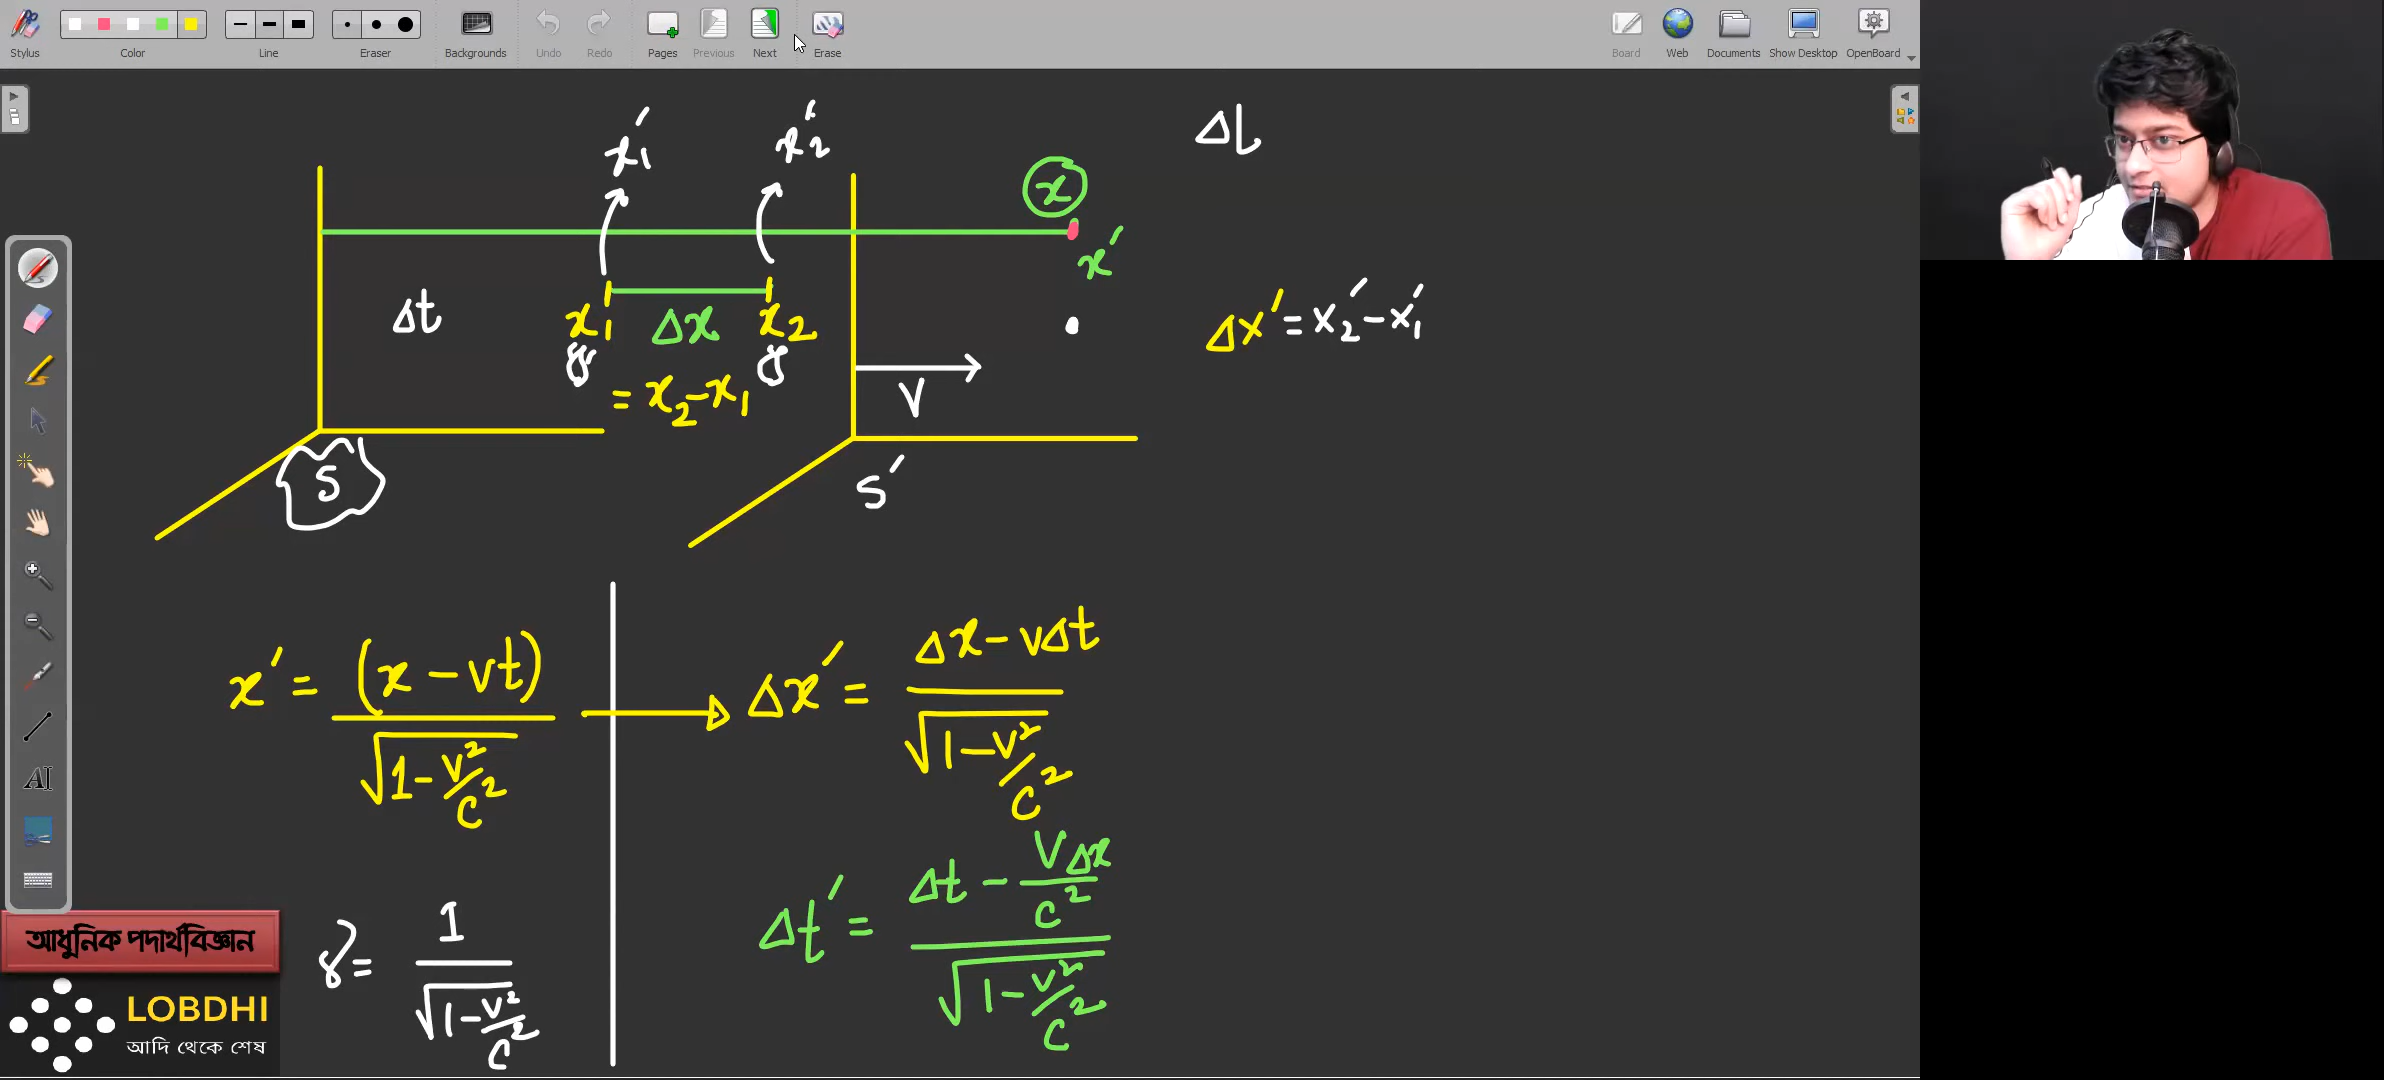 Stylus
Color
Line
Eraser
Backgrounds
Undo
Redo
Pages
Previous
Next
Erase
Board
Web
Documents
Show Desktop
OpenBoard
x₁′
x₂′
x
x′
Δt
Δt
x₁
Δx
x₂
= x₂-x₁
V
S
S′
Δx′ = x₂′-x₁′
x′ = (x - vt) / √(1 - v²/c²)
Δx′ = (Δx - vΔt) / √(1 - v²/c²)
Δt′ = (Δt - VΔx/c²) / √(1 - v²/c²)
γ = 1 / √(1 - v²/c²)
AI
আধুনিক পদার্থবিজ্ঞান
LOBDHI
আদি থেকে শেষ